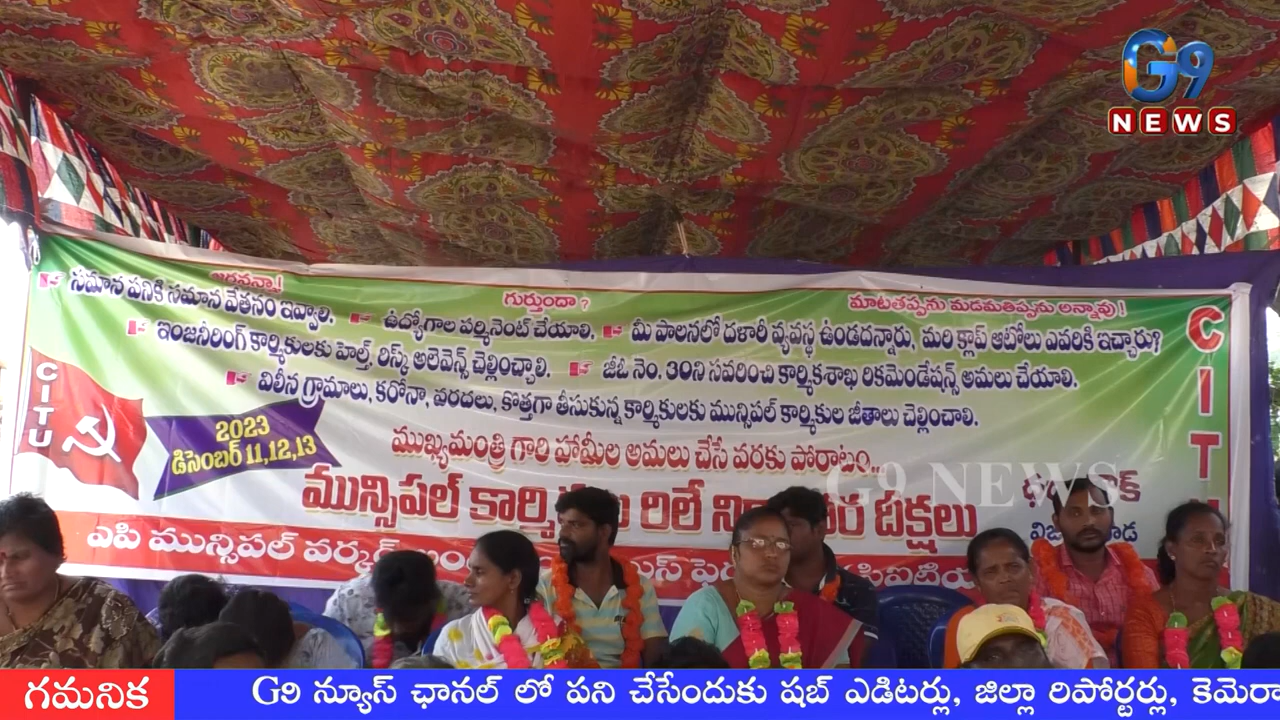 G9
NEWS
జగనన్నా! గుర్తుందా? మాటతప్పను మడమతిప్పను అన్నావు!
సమాన పనికి సమాన వేతనం ఇవ్వాలి. ఉద్యోగాల పర్మినెంట్ చేయాలి. మీ పాలనలో దళారీ వ్యవస్థ ఉండదన్నారు, మరి క్లాప్ ఆటోలు ఎవరికి ఇచ్చారు?
ఇంజనీరింగ్ కార్మికులకు హెల్త్, రిస్క్ అలెవెన్స్ చెల్లించ్చాలి. జీఓ నెం. 30ని సవరించి కార్మికశాఖ రికమెండేషన్స్ అమలు చేయాలి.
విలీన గ్రామాలు, కరోనా, వరదలు, కొత్తగా తీసుకున్న కార్మికులకు మున్సిపల్ కార్మికుల జీతాలు చెల్లించాలి.
CITU
CIT
2023
డిసెంబర్ 11,12,13
ముఖ్యమంత్రి గారి హామీల అమలు చేసే వరకు పోరాటం...
మున్సిపల్ రిలే దీక్షలు
G9 NEWS
ఎపి మున్సిపల్ వర్కర్స్
గమనిక
G9 న్యూస్ ఛానల్ లో పని చేసేందుకు షబ్ ఎడిటర్లు, జిల్లా రిపోర్టర్లు, కెమెరా